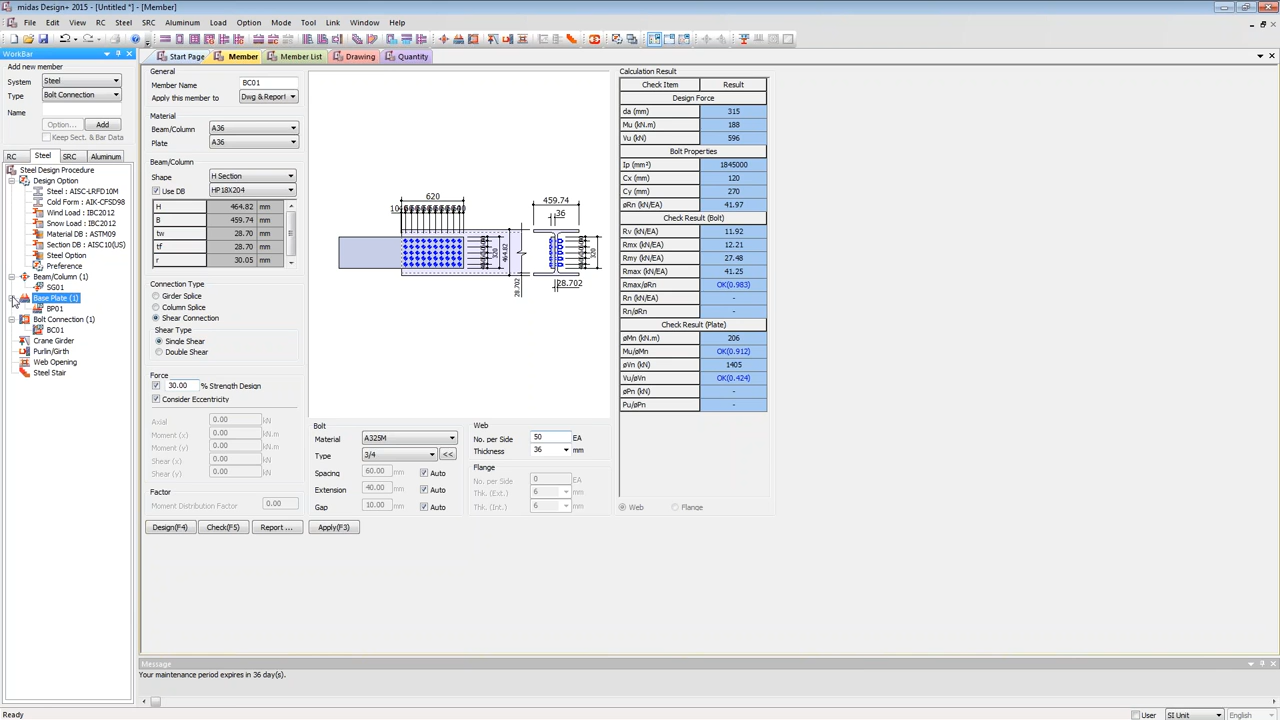 midas Design+ 2015 - [Untitled *] - [Member]
File Edit View RC Steel SRC Aluminum Load Option Mode Tool Link Window Help
WorkBar
Start Page Member Member List Drawing Quantity
Add new member
System Steel
Type Bolt Connection
Name
Option... Add
Keep Sect. & Bar Data
RC Steel SRC Aluminum
Steel Design Procedure
Design Option
Steel : AISC-LRFD10M
Cold Form : AIK-CFSD98
Wind Load : IBC2012
Snow Load : IBC2012
Material DB : ASTM09
Section DB : AISC10(US)
Steel Option
Preference
Beam/Column (1)
SG01
Base Plate (1)
BP01
Bolt Connection (1)
BC01
Crane Girder
Purlin/Girth
Web Opening
Steel Stair
General
Member Name BC01
Apply this member to Dwg & Report
Material
Beam/Column A36
Plate A36
Beam/Column
Shape H Section
Use DB HP18X204
H 464.82 mm
B 459.74 mm
tw 28.70 mm
tf 28.70 mm
r 30.05 mm
Connection Type
Girder Splice
Column Splice
Shear Connection
Shear Type
Single Shear
Double Shear
Force
30.00 % Strength Design
Consider Eccentricity
Axial 0.00 kN
Moment (x) 0.00 kN.m
Moment (y) 0.00 kN.m
Shear (x) 0.00 kN
Shear (y) 0.00 kN
Factor
Moment Distribution Factor 0.00
Design(F4) Check(F5) Report ... Apply(F3)
620
459.74
36
464.82
320
320
28.702
28.702
Bolt
Material A325M
Type 3/4 <<
Spacing 60.00 mm Auto
Extension 40.00 mm Auto
Gap 10.00 mm Auto
Web
No. per Side 50 EA
Thickness 36 mm
Flange
No. per Side 0 EA
Thk. (Ext.) 6 mm
Thk. (Int.) 6 mm
Calculation Result
Check Item Result
Design Force
da (mm) 315
Mu (kN.m) 188
Vu (kN) 596
Bolt Properties
Ip (mm²) 1845000
Cx (mm) 120
Cy (mm) 270
øRn (kN/EA) 41.97
Check Result (Bolt)
Rv (kN/EA) 11.92
Rmx (kN/EA) 12.21
Rmy (kN/EA) 27.48
Rmax (kN/EA) 41.25
Rmax/øRn OK(0.983)
Rn (kN/EA) -
Rn/øRn -
Check Result (Plate)
øMn (kN.m) 206
Mu/øMn OK(0.912)
øVn (kN) 1405
Vu/øVn OK(0.424)
øPn (kN) -
Pu/øPn -
Web Flange
Message
Your maintenance period expires in 36 day(s).
Ready
User SI Unit English